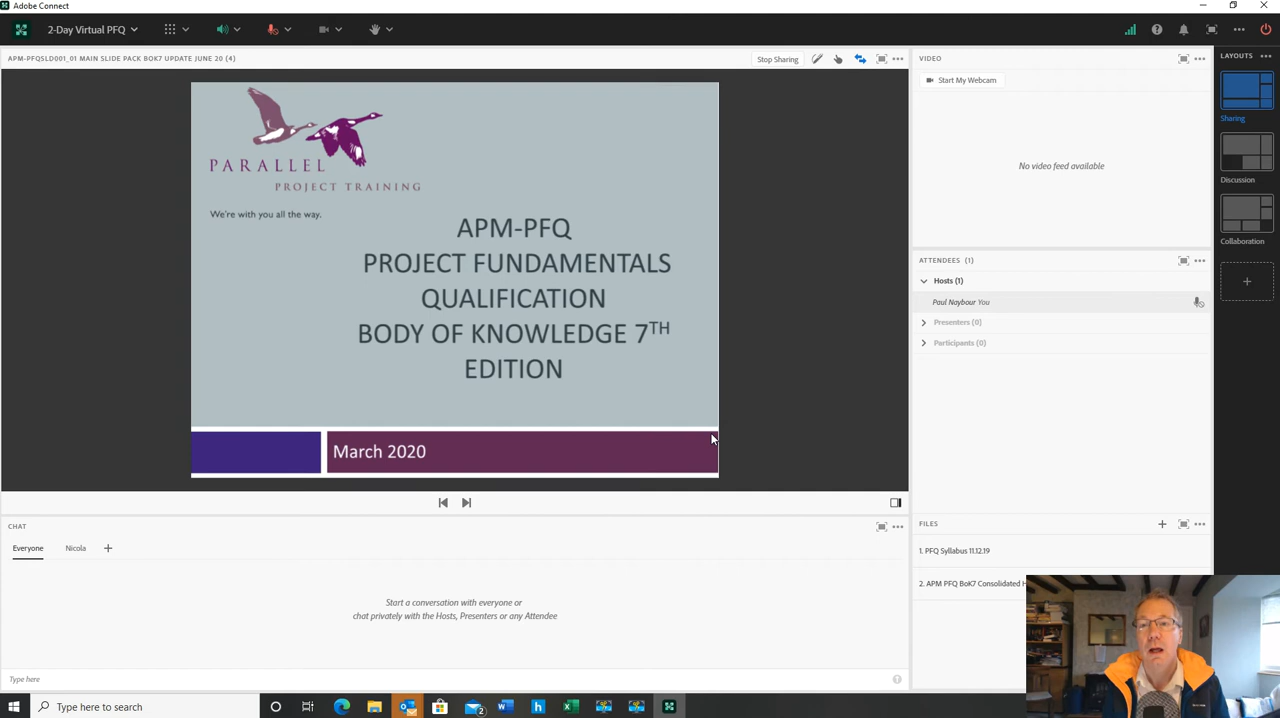 Adobe Connect
2-Day Virtual PFQ
APM-PFQSLD001_01 MAIN SLIDE PACK BOK7 UPDATE JUNE 20 (4)
Stop Sharing
PARALLEL
PROJECT TRAINING
We're with you all the way.
APM-PFQ
PROJECT FUNDAMENTALS
QUALIFICATION
BODY OF KNOWLEDGE 7TH
EDITION
March 2020
CHAT
Everyone
Nicola
Start a conversation with everyone or
chat privately with the Hosts, Presenters or any Attendee
Type here
VIDEO
Start My Webcam
No video feed available
ATTENDEES (1)
Hosts (1)
Paul Naybour You
Presenters (0)
Participants (0)
FILES
1. PFQ Syllabus 11.12.19
2. APM PFQ BoK7 Consolidated H
LAYOUTS
Sharing
Discussion
Collaboration
Type here to search
2